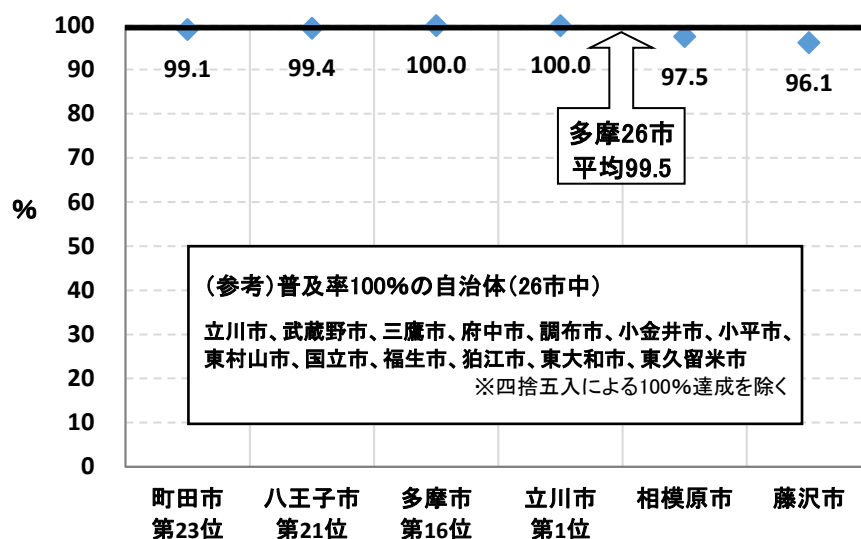 100
90
80
70
60
50
40
30
20
10
0
%
99.1
99.4
100.0
100.0
97.5
96.1
多摩26市
平均99.5
（参考）普及率100%の自治体（26市中）
立川市、武蔵野市、三鷹市、府中市、調布市、小金井市、小平市、
東村山市、国立市、福生市、狛江市、東大和市、東久留米市
※四捨五入による100%達成を除く
町田市 八王子市 多摩市 立川市 相模原市 藤沢市
第23位 第21位 第16位 第1位